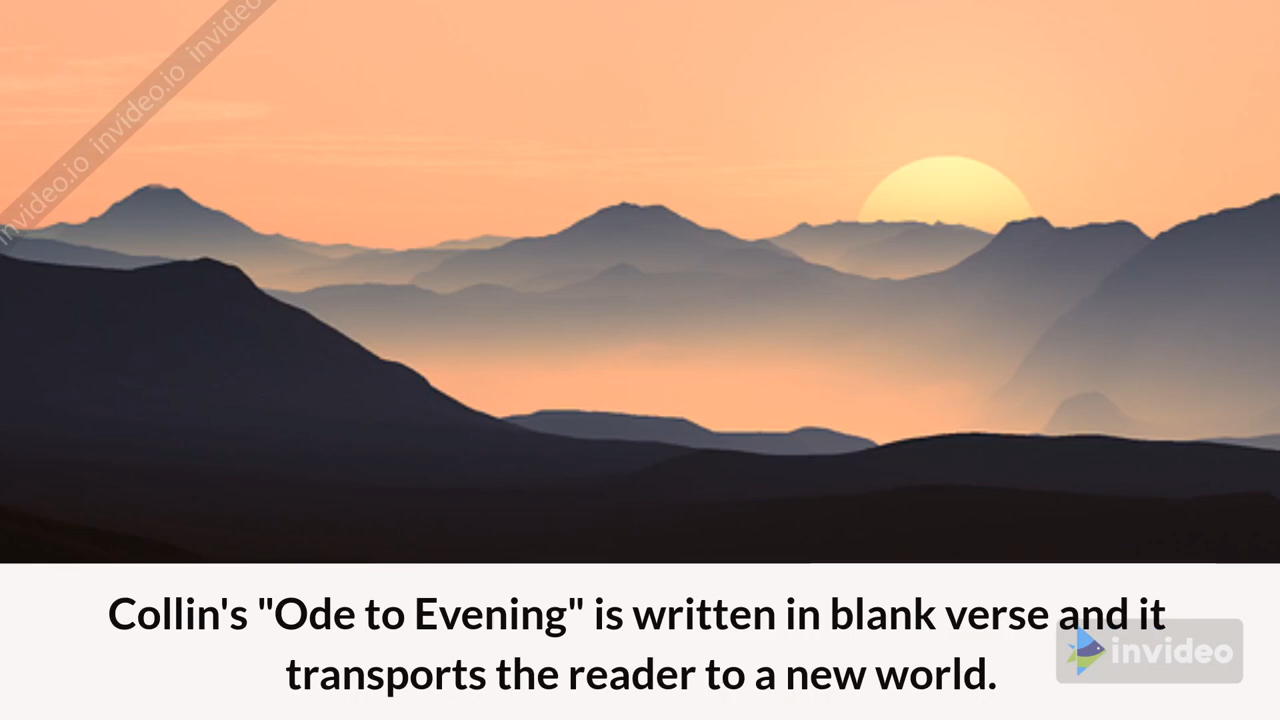 invideo.io invideo.io invideo
Collin's "Ode to Evening" is written in blank verse and it
transports the reader to a new world.
invideo